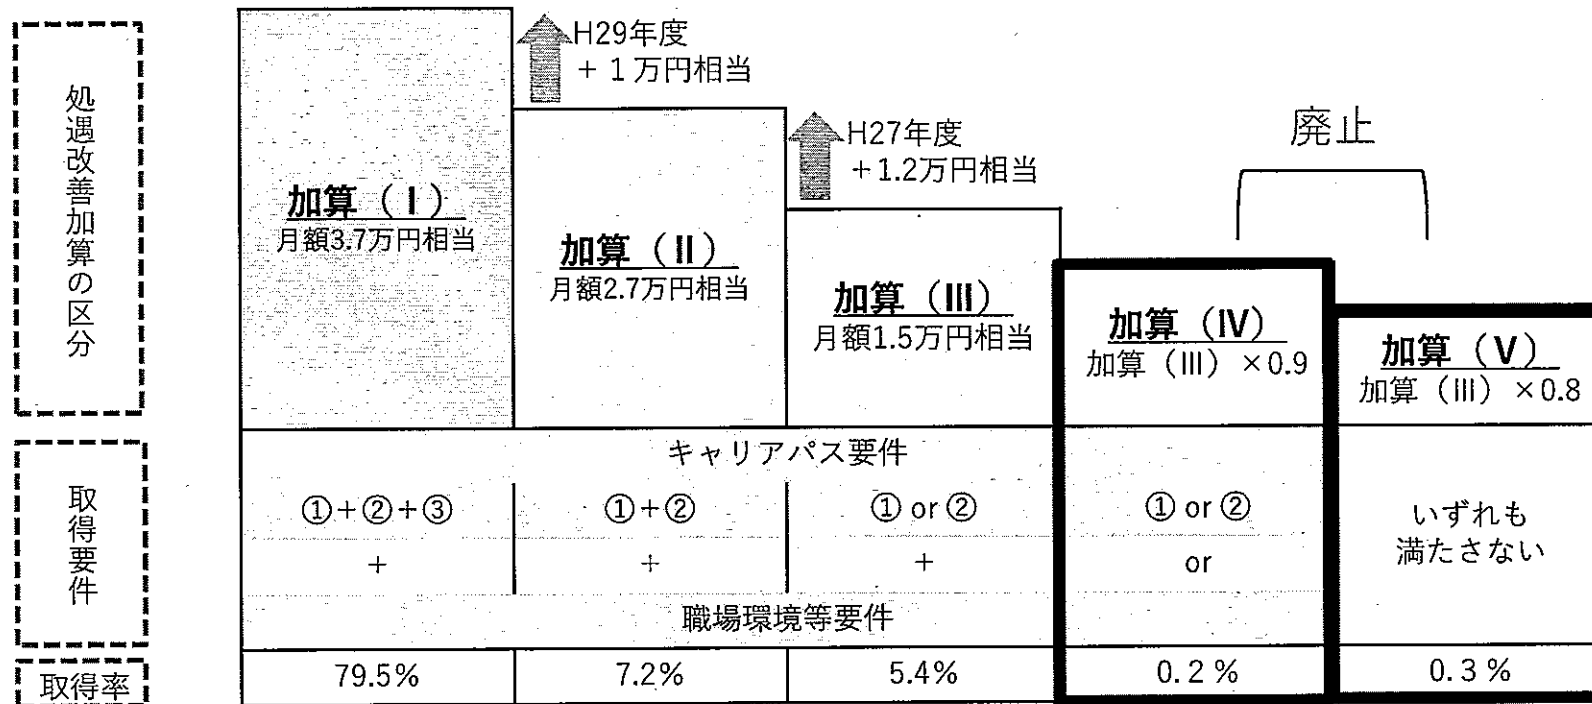 処遇改善加算の区分
加算（Ⅰ）
月額3.7万円相当
H29年度
+ 1万円相当
加算（Ⅱ）
月額2.7万円相当
H27年度
+1.2万円相当
加算（Ⅲ）
月額1.5万円相当
廃止
加算（Ⅳ）
加算（Ⅲ）×0.9
加算（Ⅴ）
加算（Ⅲ）×0.8
取得要件
キャリアパス要件
①+②+③
①+②
① or ②
① or ②
いずれも
満たさない
+
+
+
or
職場環境等要件
取得率
79.5%
7.2%
5.4%
0.2%
0.3%